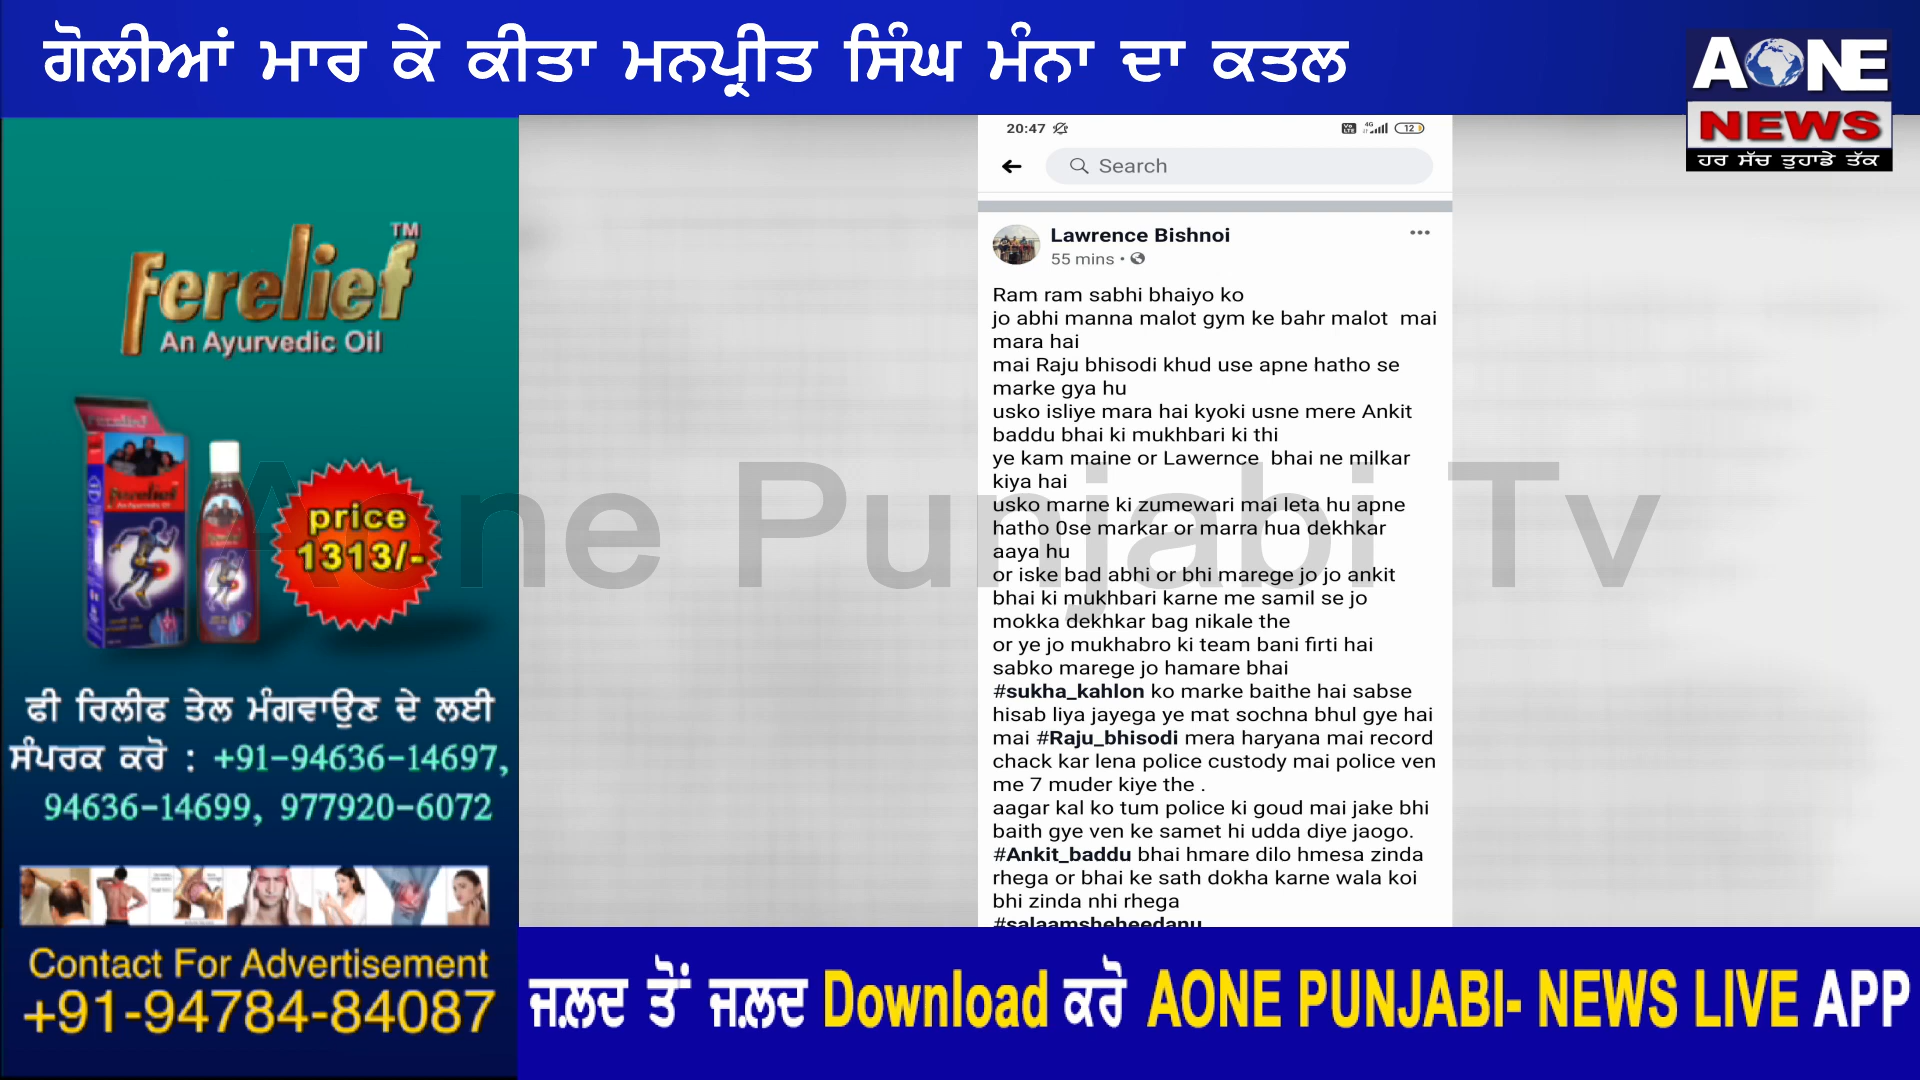 ਗੋਲੀਆਂ ਮਾਰ ਕੇ ਕੀਤਾ ਮਨਪ੍ਰੀਤ ਸਿੰਘ ਮੰਨਾ ਦਾ ਕਤਲ
AONE
NEWS
ਹਰ ਸੱਚ ਤੁਹਾਡੇ ਤੱਕ
ferelief TM
An Ayurvedic Oil
ferelief
price
1313/-
ਫੀ ਰਿਲੀਫ ਤੇਲ ਮੰਗਵਾਉਣ ਦੇ ਲਈ
ਸੰਪਰਕ ਕਰੋ : +91-94636-14697,
94636-14699, 977920-6072
Contact For Advertisement
+91-94784-84087
20:47
4G
12
Search
Lawrence Bishnoi
55 mins •
Ram ram sabhi bhaiyo ko
jo abhi manna malot gym ke bahr malot mai
mara hai
mai Raju bhisodi khud use apne hatho se
marke gya hu
usko isliye mara hai kyoki usne mere Ankit
baddu bhai ki mukhbari ki thi
ye kam maine or Lawernce bhai ne milkar
kiya hai
usko marne ki zumewari mai leta hu apne
hatho 0se markar or marra hua dekhkar
aaya hu
or iske bad abhi or bhi marege jo jo ankit
bhai ki mukhbari karne me samil se jo
mokka dekhkar bag nikale the
or ye jo mukhabro ki team bani firti hai
sabko marege jo hamare bhai
#sukha_kahlon ko marke baithe hai sabse
hisab liya jayega ye mat sochna bhul gye hai
mai #Raju_bhisodi mera haryana mai record
chack kar lena police custody mai police ven
me 7 muder kiye the .
aagar kal ko tum police ki goud mai jake bhi
baith gye ven ke samet hi udda diye jaogo.
#Ankit_baddu bhai hmare dilo hmesa zinda
rhega or bhai ke sath dokha karne wala koi
bhi zinda nhi rhega
#salaamsheheedanu
Aone Punjabi Tv
ਜਲਦ ਤੋਂ ਜਲਦ Download ਕਰੋ AONE PUNJABI- NEWS LIVE APP